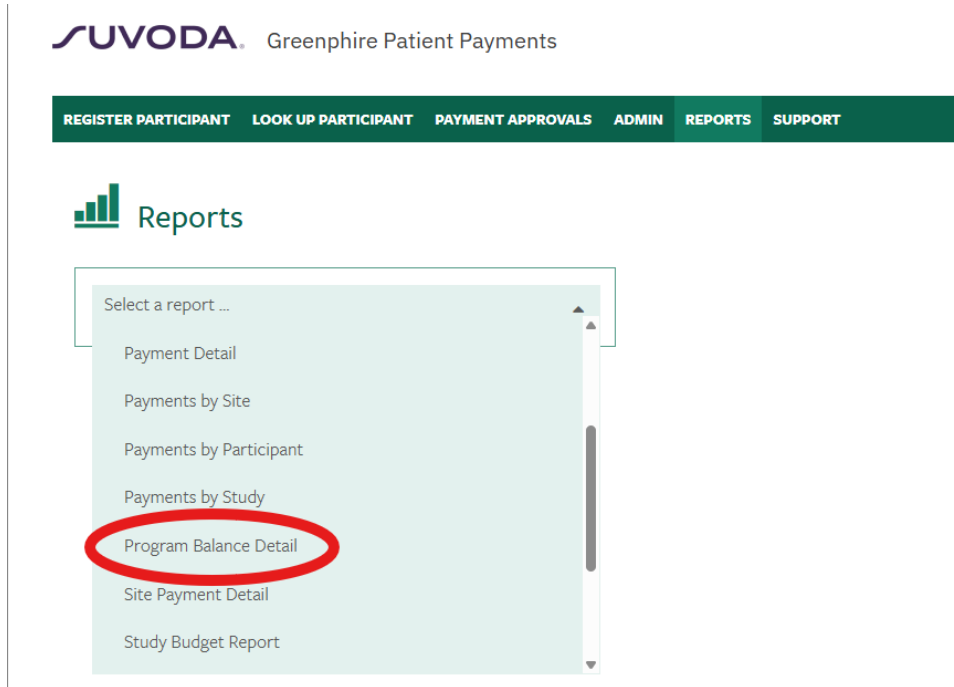 SUVODA. Greenphire Patient Payments
REGISTER PARTICIPANT LOOK UP PARTICIPANT PAYMENT APPROVALS ADMIN REPORTS SUPPORT
Reports
Select a report ...
Payment Detail
Payments by Site
Payments by Participant
Payments by Study
Program Balance Detail
Site Payment Detail
Study Budget Report